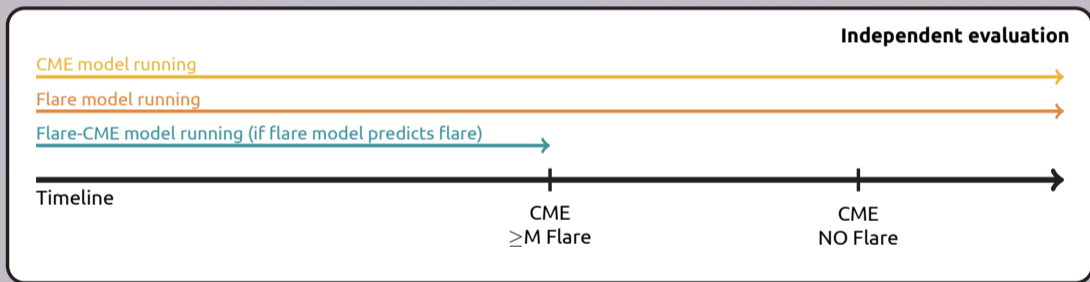 Independent evaluation
CME model running
Flare model running
Flare-CME model running (if flare model predicts flare)
Timeline
CME
≥M Flare
CME
NO Flare